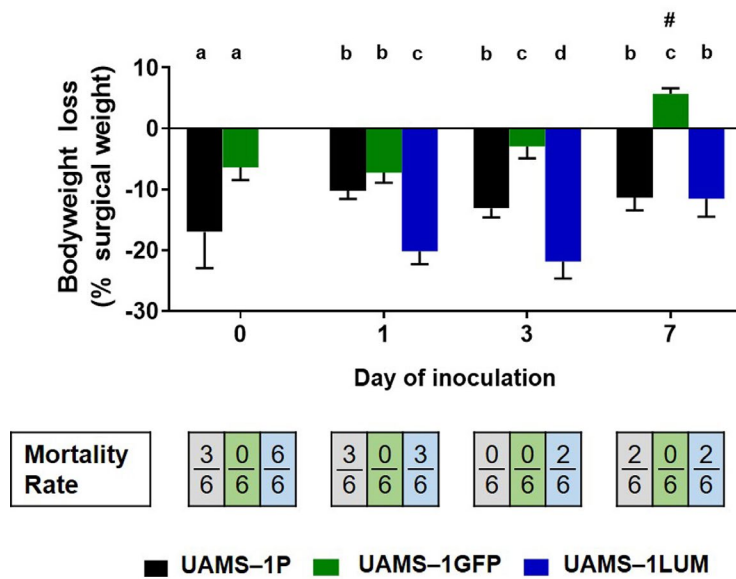 #
a a b b c b c d b c b
10
0
-10
-20
-30
Bodyweight loss
(% surgical weight)
0 1 3 7
Day of inoculation
Mortality
Rate
3 0 6 3 0 3 0 0 2 2 0 2
6 6 6 6 6 6 6 6 6 6 6 6
UAMS–1P UAMS–1GFP UAMS–1LUM